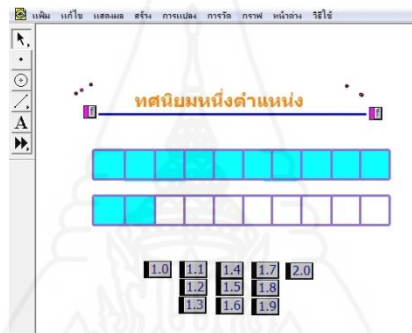 แฟ้ม แก้ไข แสดงผล สร้าง การแปลง การวัด กราฟ หน้าต่าง วิธีใช้
A
ทศนิยมหนึ่งตำแหน่ง
1.0 1.1 1.4 1.7 2.0
1.2 1.5 1.8
1.3 1.6 1.9